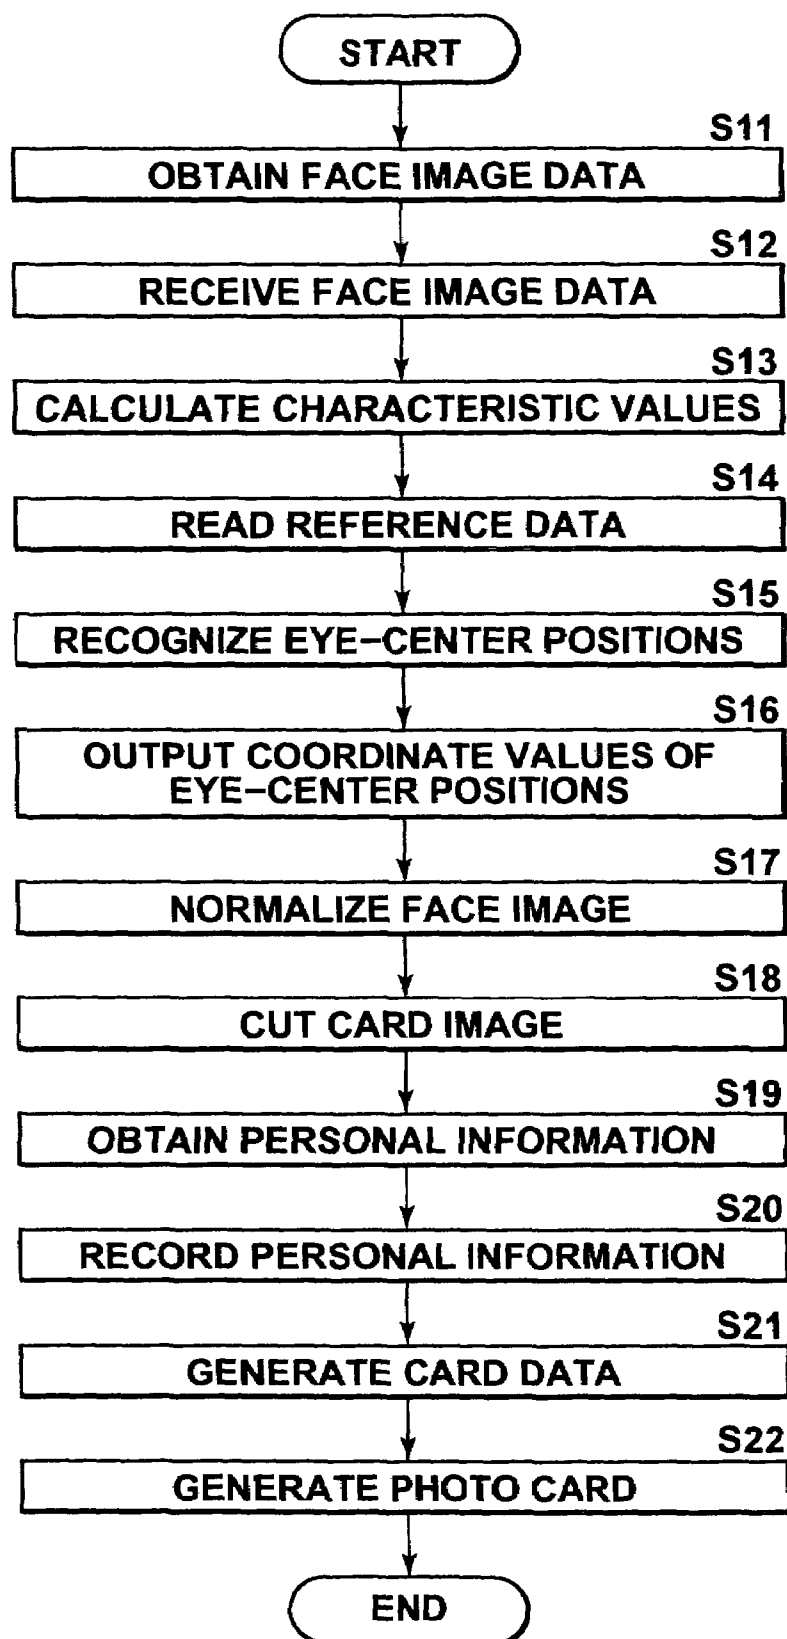 START
S11
OBTAIN FACE IMAGE DATA
S12
RECEIVE FACE IMAGE DATA
S13
CALCULATE CHARACTERISTIC VALUES
S14
READ REFERENCE DATA
S15
RECOGNIZE EYE–CENTER POSITIONS
S16
OUTPUT COORDINATE VALUES OF
EYE–CENTER POSITIONS
S17
NORMALIZE FACE IMAGE
S18
CUT CARD IMAGE
S19
OBTAIN PERSONAL INFORMATION
S20
RECORD PERSONAL INFORMATION
S21
GENERATE CARD DATA
S22
GENERATE PHOTO CARD
END